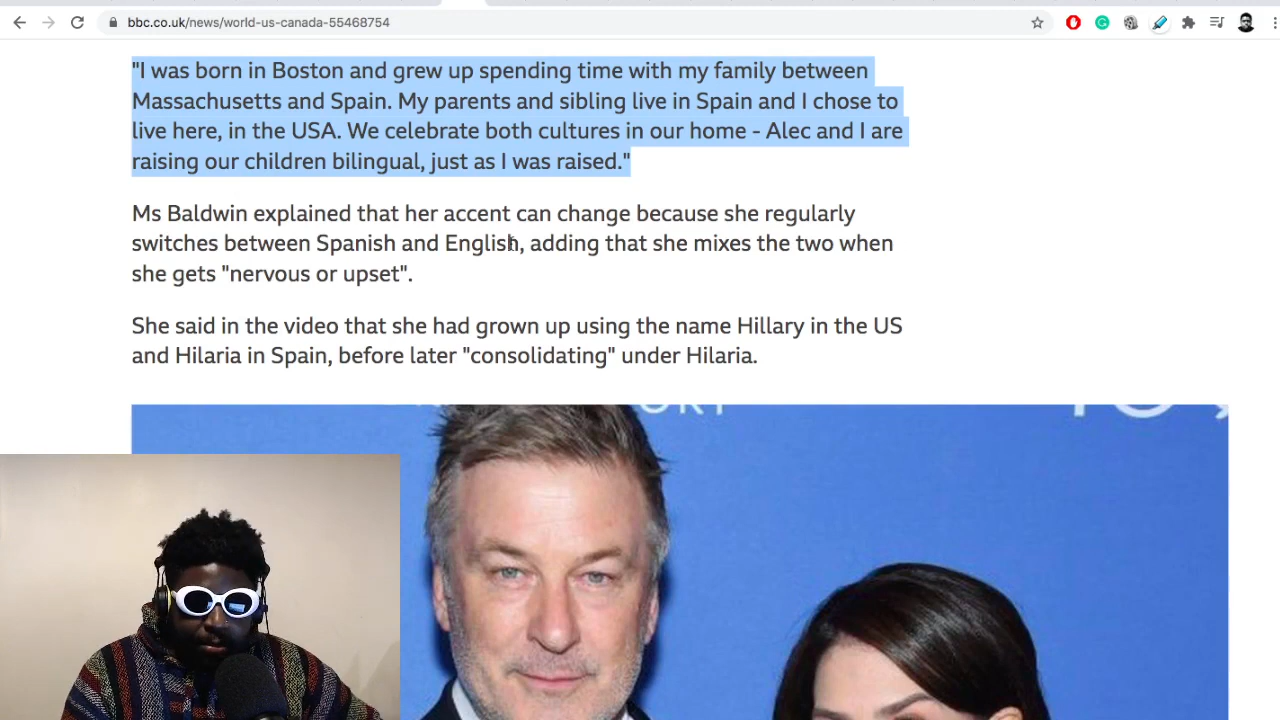 bbc.co.uk/news/world-us-canada-55468754
"I was born in Boston and grew up spending time with my family between
Massachusetts and Spain. My parents and sibling live in Spain and I chose to
live here, in the USA. We celebrate both cultures in our home - Alec and I are
raising our children bilingual, just as I was raised."
Ms Baldwin explained that her accent can change because she regularly
switches between Spanish and English, adding that she mixes the two when
she gets "nervous or upset".
She said in the video that she had grown up using the name Hillary in the US
and Hilaria in Spain, before later "consolidating" under Hilaria.